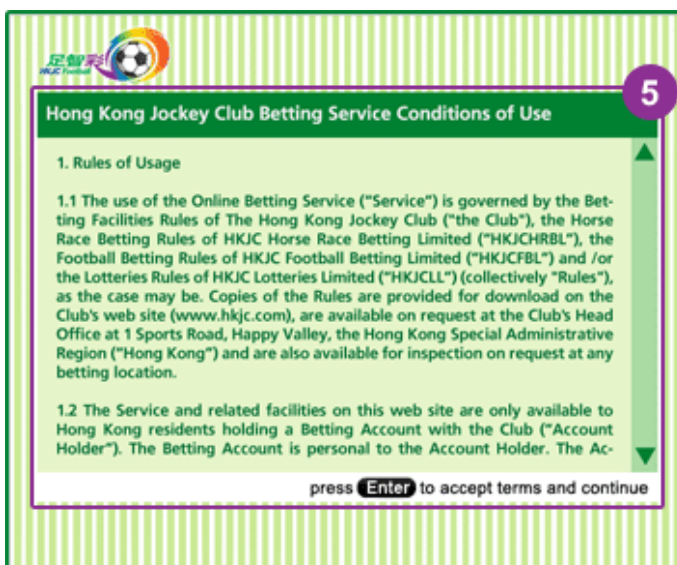 足智彩
HKJC Football
5
Hong Kong Jockey Club Betting Service Conditions of Use
1. Rules of Usage
1.1 The use of the Online Betting Service ("Service") is governed by the Bet-
ting Facilities Rules of The Hong Kong Jockey Club ("the Club"), the Horse
Race Betting Rules of HKJC Horse Race Betting Limited ("HKJCHRBL"), the
Football Betting Rules of HKJC Football Betting Limited ("HKJCFBL") and /or
the Lotteries Rules of HKJC Lotteries Limited ("HKJCLL") (collectively "Rules"),
as the case may be. Copies of the Rules are provided for download on the
Club's web site (www.hkjc.com), are available on request at the Club's Head
Office at 1 Sports Road, Happy Valley, the Hong Kong Special Administrative
Region ("Hong Kong") and are also available for inspection on request at any
betting location.
1.2 The Service and related facilities on this web site are only available to
Hong Kong residents holding a Betting Account with the Club ("Account
Holder"). The Betting Account is personal to the Account Holder. The Ac-
press Enter to accept terms and continue